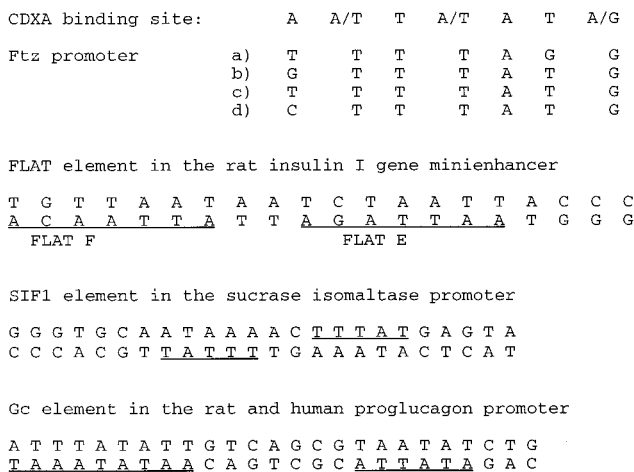 CDXA binding site: A A/T T A/T A T A/G
Ftz promoter a) T T T T A G G
b) G T T T A T G
c) T T T T A T G
d) C T T T A T G
FLAT element in the rat insulin I gene minienhancer
T G T T A A T A A T C T A A T T A C C C
A C A A T T A T T A G A T T A A T G G G
FLAT F FLAT E
SIF1 element in the sucrase isomaltase promoter
G G G T G C A A T A A A A C T T T A T G A G T A
C C C A C G T T A T T T T G A A A T A C T C A T
Gc element in the rat and human proglucagon promoter
A T T T A T A T T G T C A G C G T A A T A T C T G
T A A A T A T A A C A G T C G C A T T A T A G A C